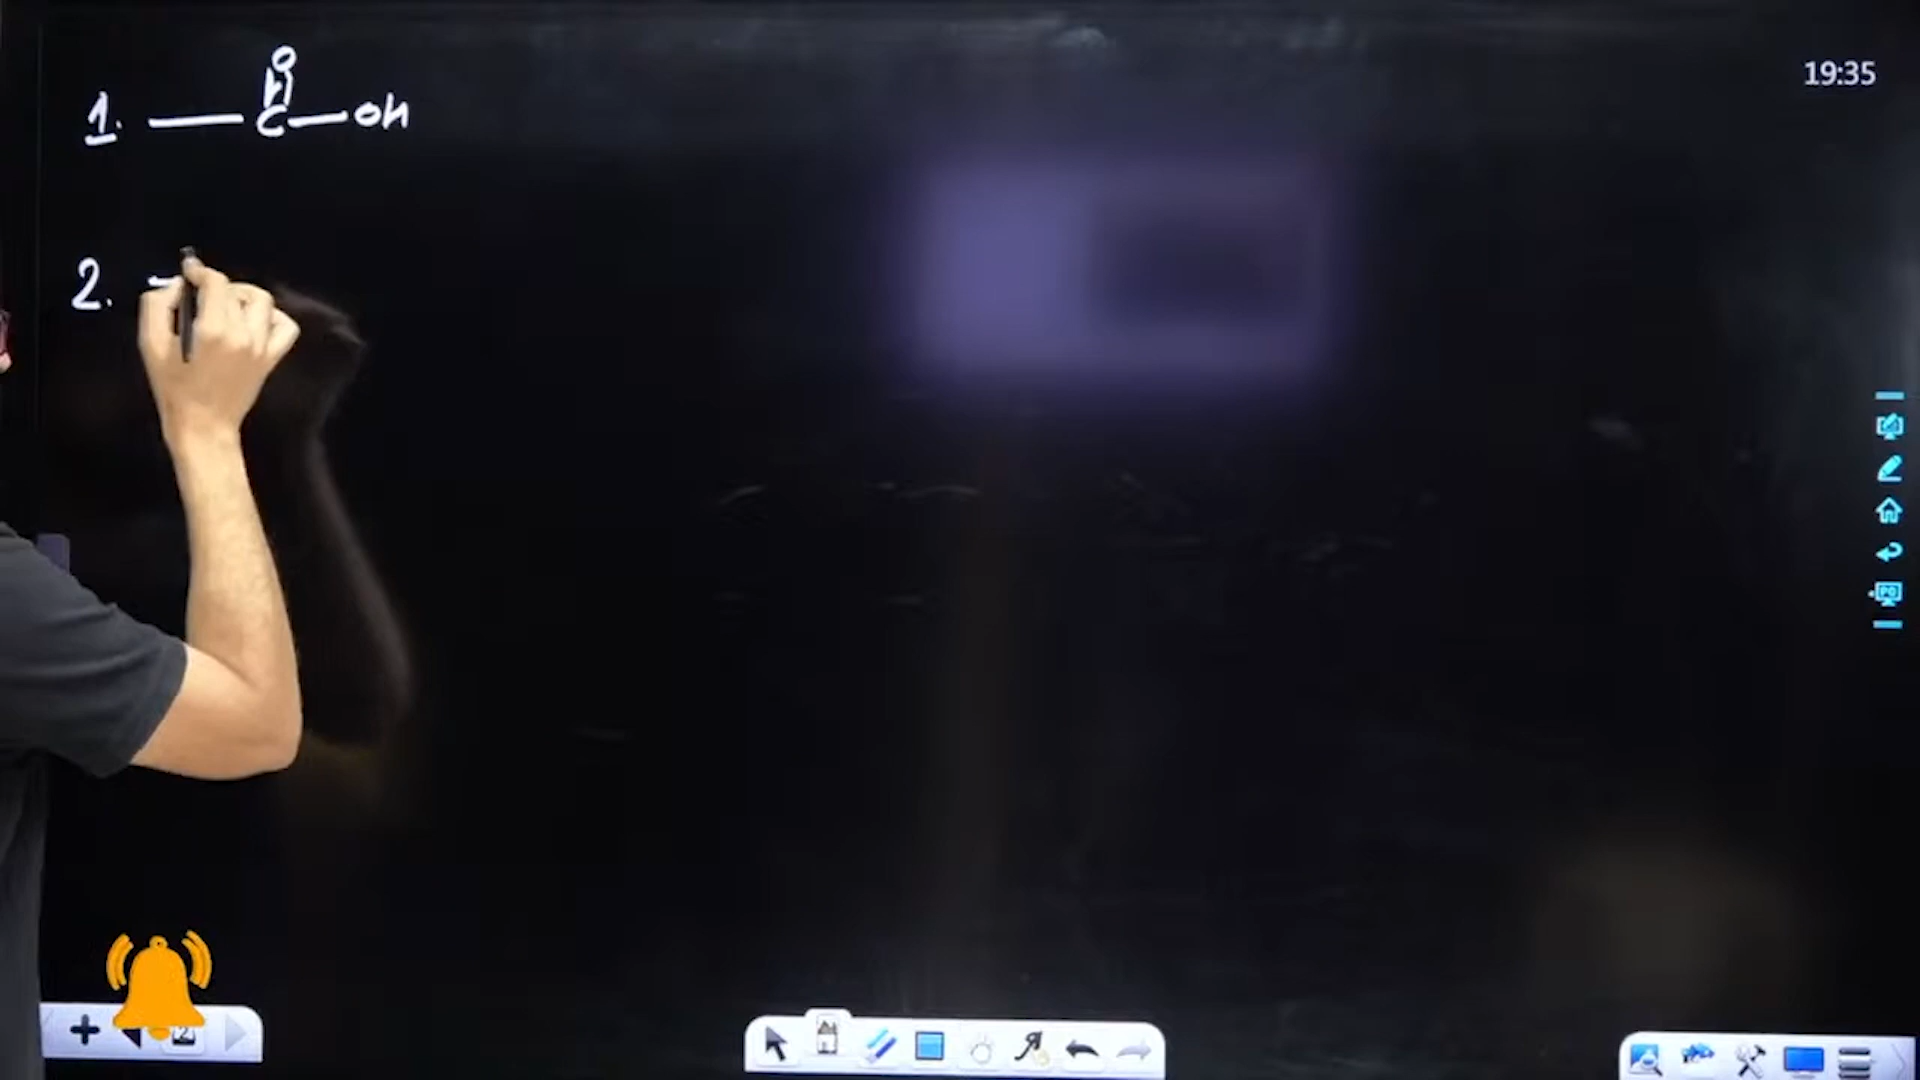 19:35
O
1. — C — OH
2. —